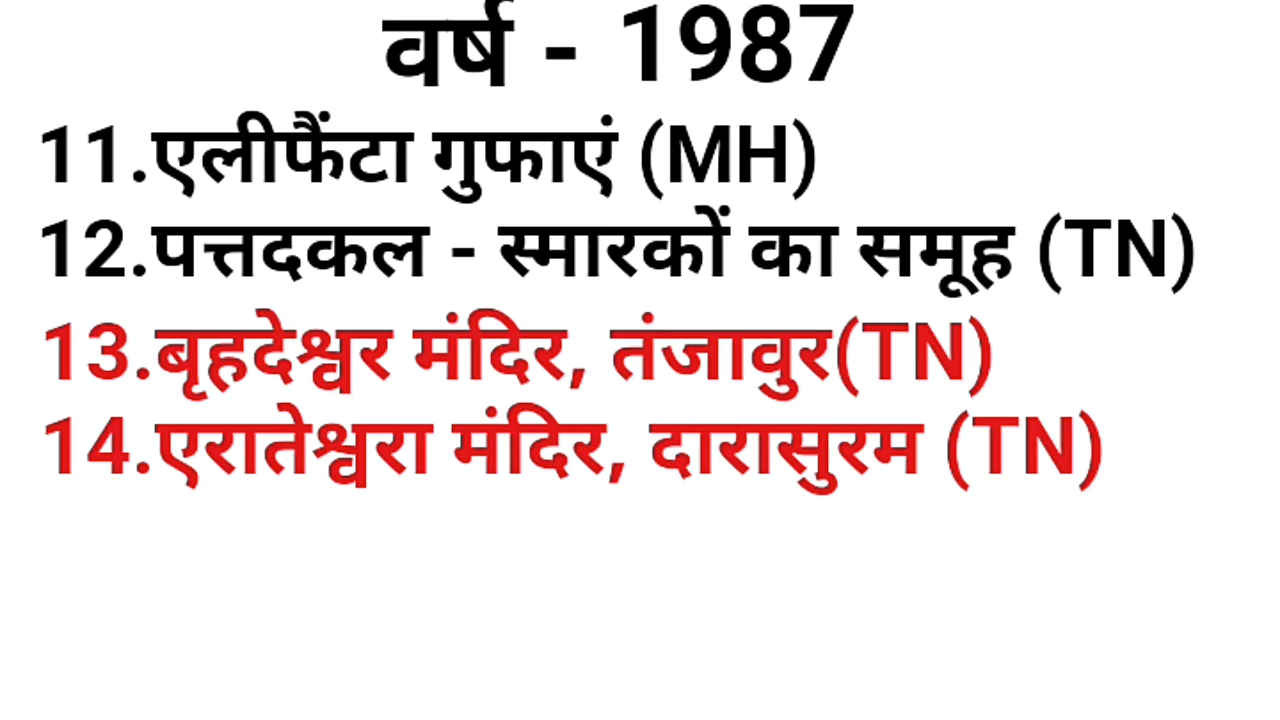 वर्ष - 1987
11.एलीफैंटा गुफाएं (MH)
12.पत्तदकल - स्मारकों का समूह (TN)
13.बृहदेश्वर मंदिर, तंजावुर(TN)
14.एरातेश्वरा मंदिर, दारासुरम (TN)